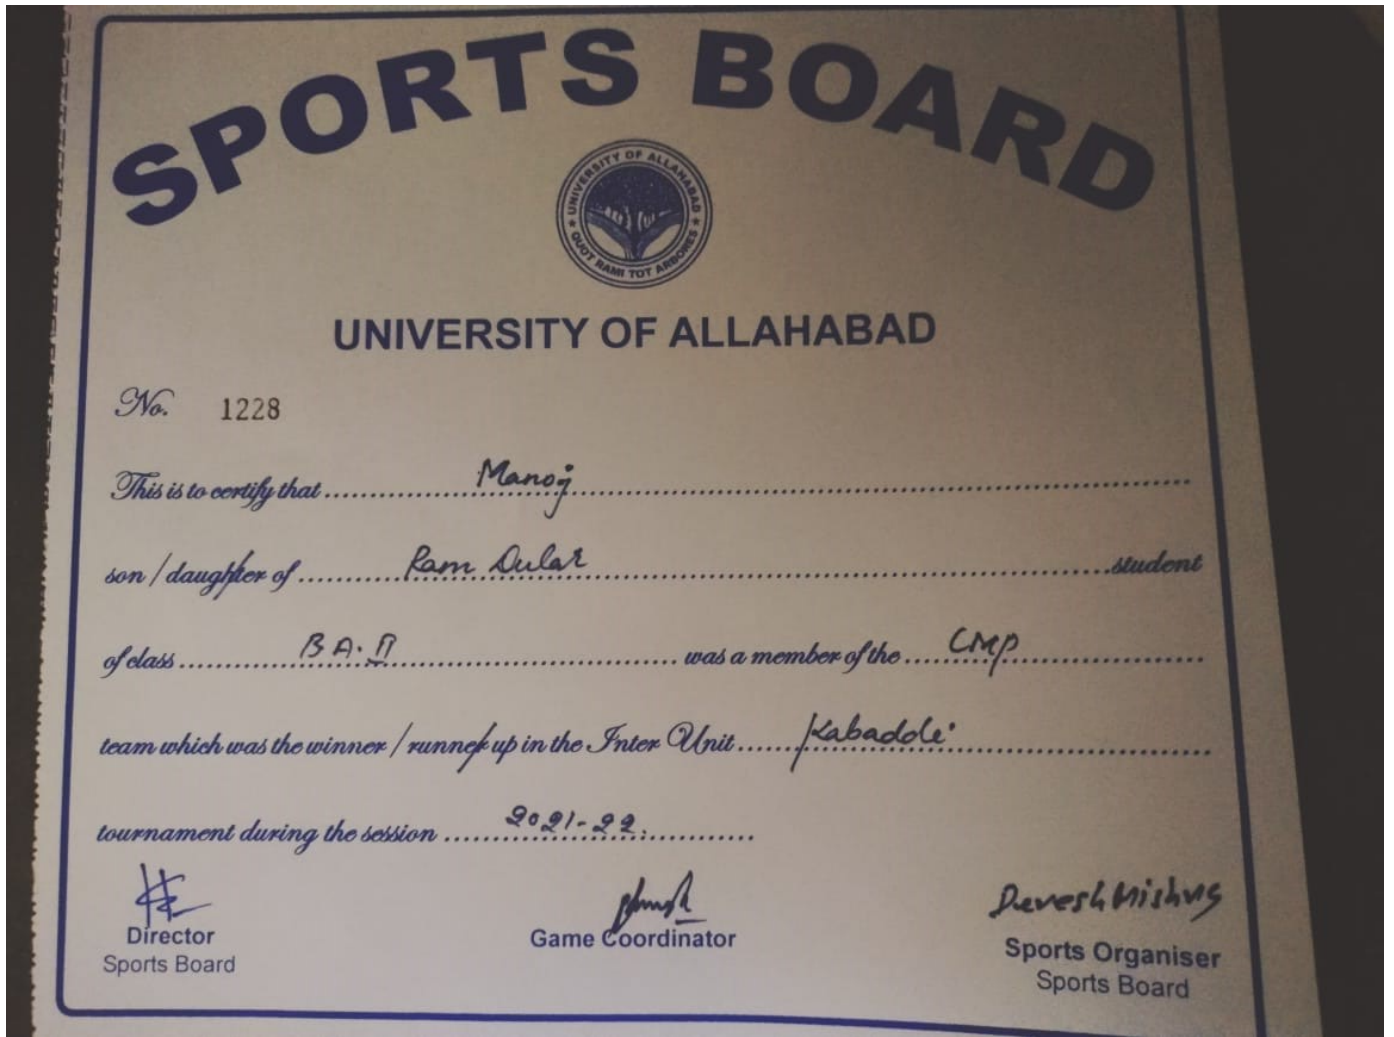 SPORTS BOARD
UNIVERSITY OF ALLAHABAD
QUOT RAMI TOT ARBORES
UNIVERSITY OF ALLAHABAD
No. 1228
This is to certify that Manoj
son / daughter of Ram Dular student
of class B A. II was a member of the CMP
team which was the winner / runner up in the Inter Unit Kabaddi
tournament during the session 2021-22.
Devesh Mishra
Director
Game Coordinator
Sports Organiser
Sports Board
Sports Board